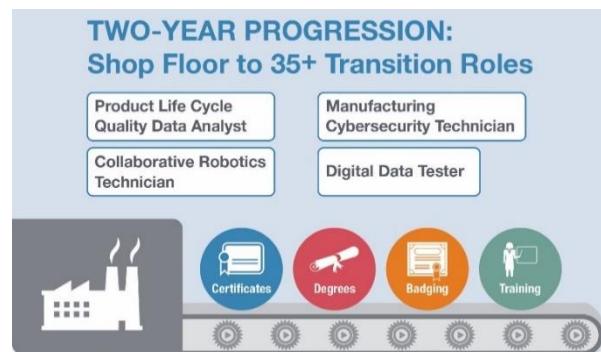 TWO-YEAR PROGRESSION:
Shop Floor to 35+ Transition Roles
Product Life Cycle
Quality Data Analyst
Manufacturing
Cybersecurity Technician
Collaborative Robotics
Technician
Digital Data Tester
Certificates
Degrees
Badging
Training